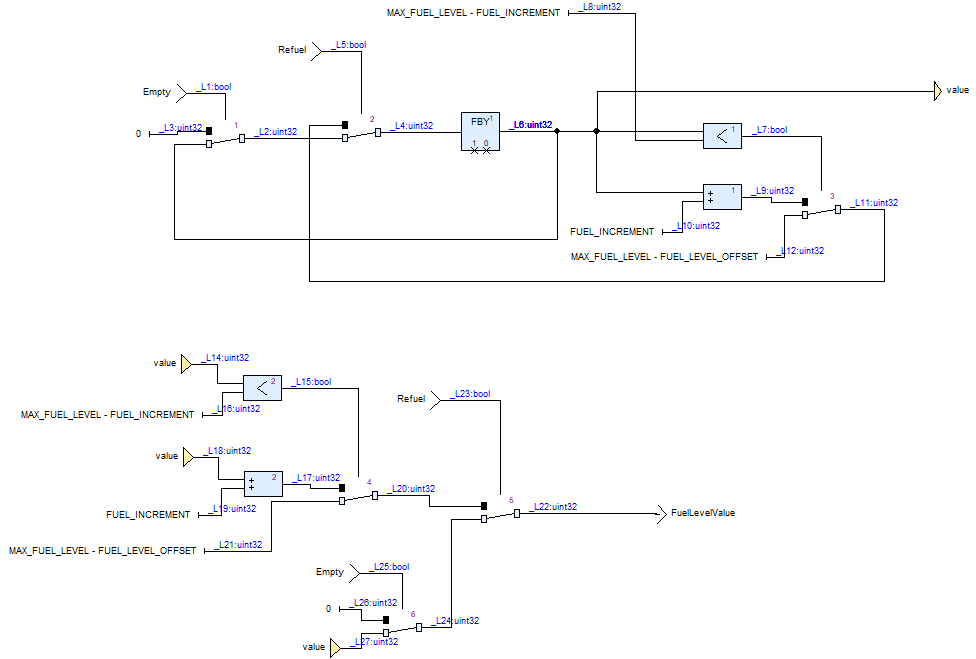 MAX_FUEL_LEVEL - FUEL_INCREMENT
_L8:uint32
Refuel
_L5:bool
Empty
_L1:bool
value
0
_L3:uint32
1
_L2:uint32
2
_L4:uint32
FBY
1
1 0
_L6:uint32
<
1
_L7:bool
+
+
1
_L9:uint32
3
_L11:uint32
FUEL_INCREMENT
_L10:uint32
MAX_FUEL_LEVEL - FUEL_LEVEL_OFFSET
_L12:uint32
value
_L14:uint32
<
2
_L15:bool
MAX_FUEL_LEVEL - FUEL_INCREMENT
_L16:uint32
Refuel
_L23:bool
value
_L18:uint32
+
+
2
_L17:uint32
4
_L20:uint32
5
_L22:uint32
FuelLevelValue
FUEL_INCREMENT
_L19:uint32
MAX_FUEL_LEVEL - FUEL_LEVEL_OFFSET
_L21:uint32
Empty
_L25:bool
0
_L26:uint32
6
_L24:uint32
value
_L27:uint32